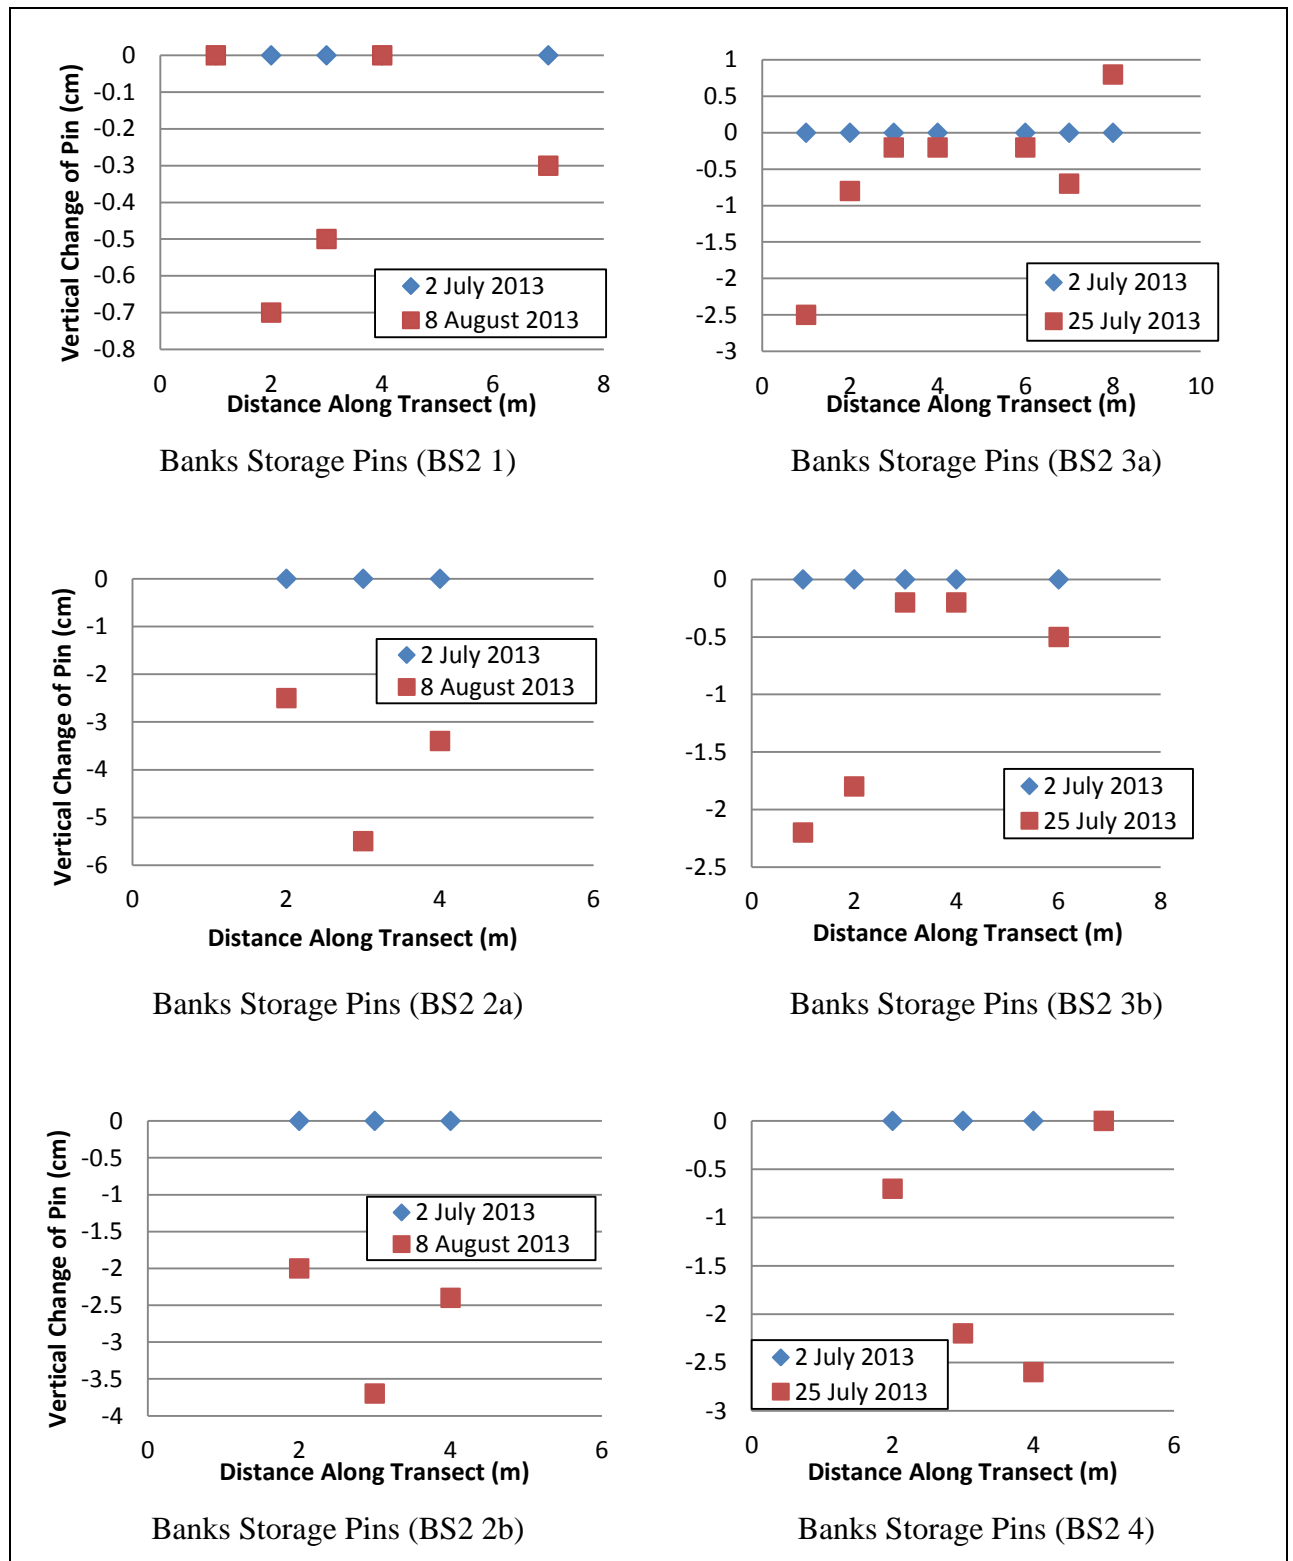 Vertical Change of Pin (cm)
0
-0.1
-0.2
-0.3
-0.4
-0.5
-0.6
-0.7
-0.8
2 July 2013
8 August 2013
0 2 4 6 8
Distance Along Transect (m)
Banks Storage Pins (BS2 1)
1
0.5
0
-0.5
-1
-1.5
-2
-2.5
-3
2 July 2013
25 July 2013
0 2 4 6 8 10
Distance Along Transect (m)
Banks Storage Pins (BS2 3a)
Vertical Change of Pin (cm)
0
-1
-2
-3
-4
-5
-6
2 July 2013
8 August 2013
0 2 4 6
Distance Along Transect (m)
Banks Storage Pins (BS2 2a)
0
-0.5
-1
-1.5
-2
-2.5
2 July 2013
25 July 2013
0 2 4 6 8
Distance Along Transect (m)
Banks Storage Pins (BS2 3b)
Vertical Change of Pin (cm)
0
-0.5
-1
-1.5
-2
-2.5
-3
-3.5
-4
2 July 2013
8 August 2013
0 2 4 6
Distance Along Transect (m)
Banks Storage Pins (BS2 2b)
0
-0.5
-1
-1.5
-2
-2.5
-3
2 July 2013
25 July 2013
0 2 4 6
Distance Along Transect (m)
Banks Storage Pins (BS2 4)